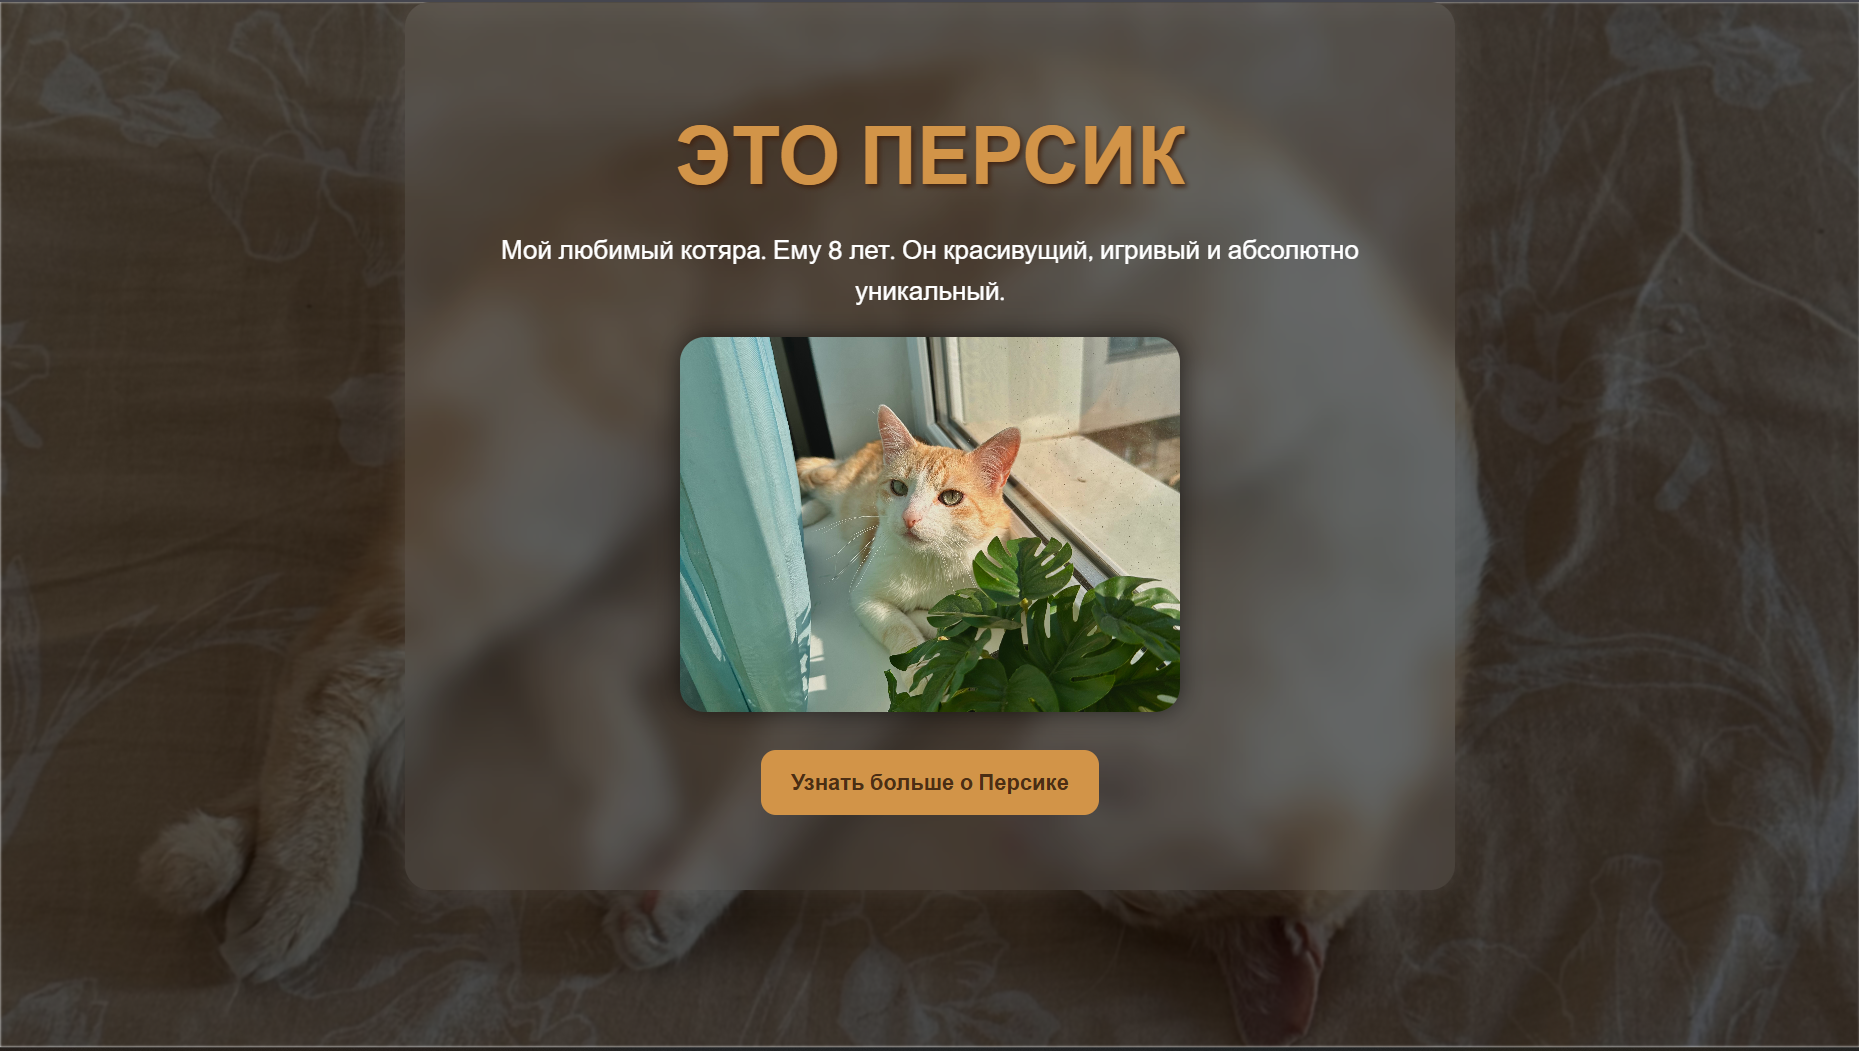 ЭТО ПЕРСИК
Мой любимый котяра. Ему 8 лет. Он красивущий, игривый и абсолютно
уникальный.
Узнать больше о Персике